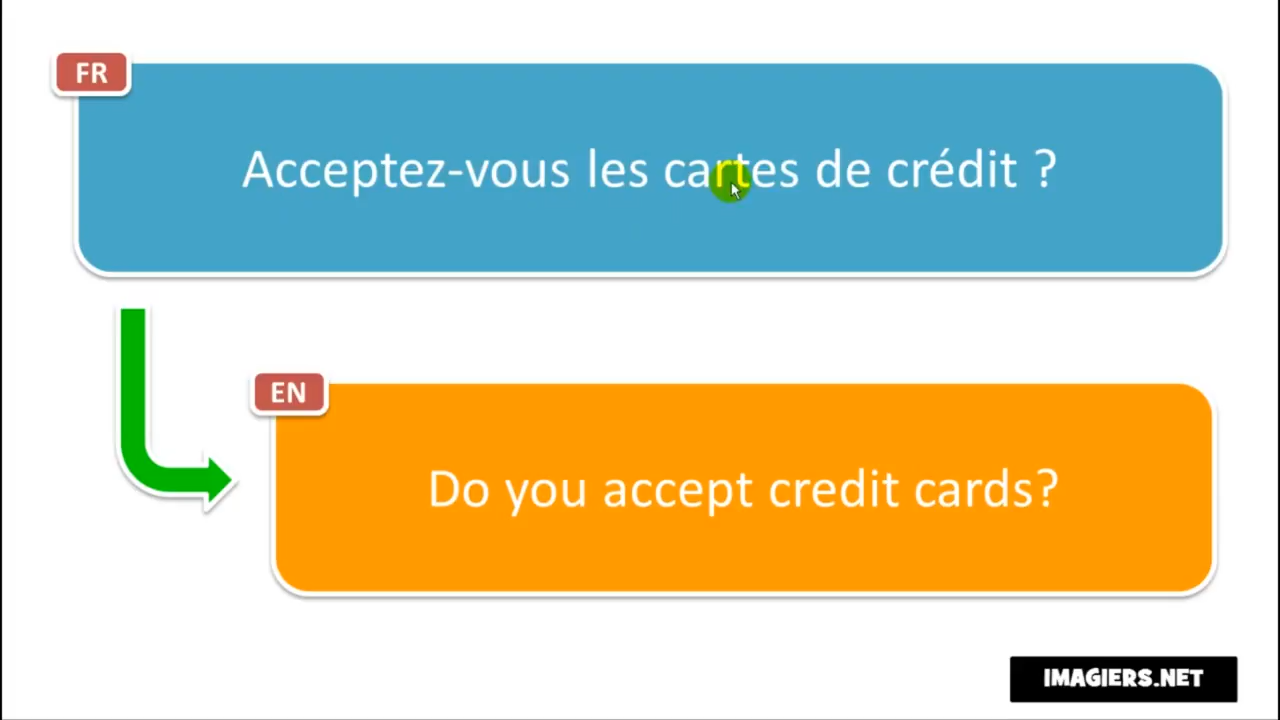 FR
Acceptez-vous les cartes de crédit ?
EN
Do you accept credit cards?
IMAGIERS.NET